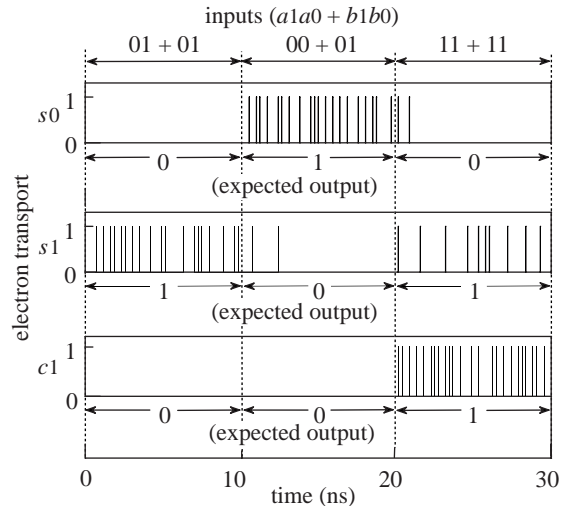 inputs (a1a0 + b1b0)
01 + 01 00 + 01 11 + 11
s0 1
0
0 1 0
(expected output)
s1 1
0
1 0 1
(expected output)
c1 1
0
0 0 1
(expected output)
electron transport
0 10 20 30
time (ns)